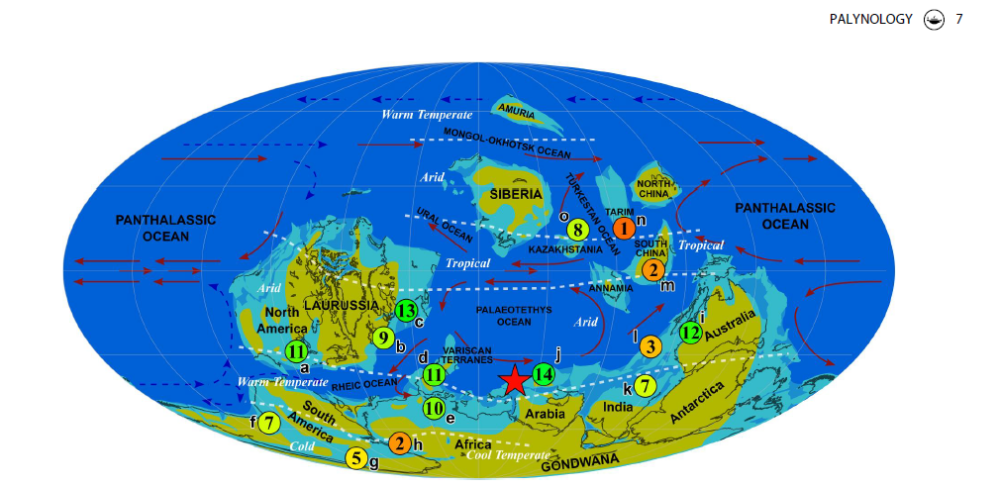 PALYNOLOGY 7
AMURIA
Warm Temperate
MONGOL-OKHOTSK OCEAN
Arid
SIBERIA
TURKESTAN OCEAN
NORTH
CHINA
PANTHALASSIC
OCEAN
URAL OCEAN
o
8
TARIM
1
n
PANTHALASSIC
OCEAN
KAZAKHSTANIA
SOUTH
CHINA
Tropical
Tropical
2
m
ANNAMIA
Arid
LAURUSSIA
North
America
13
c
PALAEOTETHYS
OCEAN
Arid
9
b
11
a
i
12
Australia
l
3
VARISCAN
TERRANES
d
11
j
14
Warm Temperate
RHEIC OCEAN
k
7
Antarctica
India
10
e
Arabia
South
America
f
7
Cold
2
h
Africa
Cool Temperate
5
g
GONDWANA